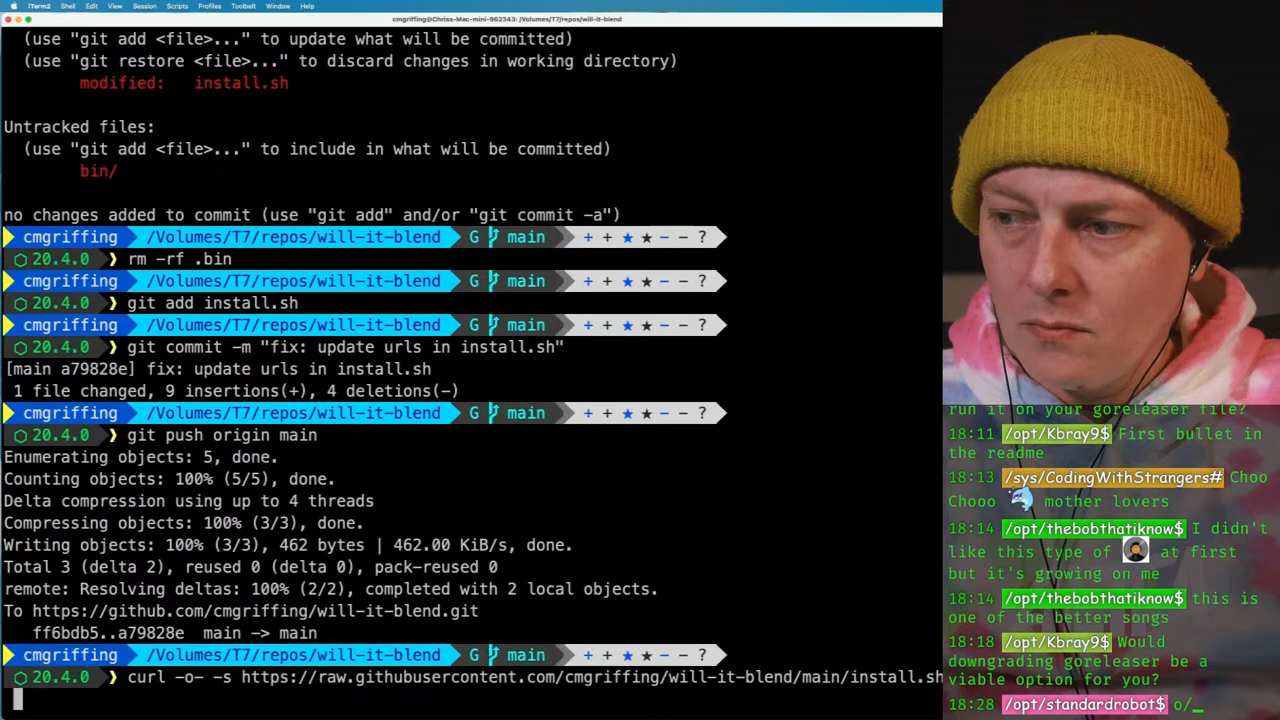 iTerm2 Shell Edit View Session Scripts Profiles Toolbelt Window Help
cmgriffing@Chriss-Mac-mini-962343: /Volumes/T7/repos/will-it-blend
(use "git add <file>..." to update what will be committed)
(use "git restore <file>..." to discard changes in working directory)
modified: install.sh
Untracked files:
(use "git add <file>..." to include in what will be committed)
bin/
no changes added to commit (use "git add" and/or "git commit -a")
cmgriffing /Volumes/T7/repos/will-it-blend G main + + ★ ★ − − ?
20.4.0 ❯ rm -rf .bin
cmgriffing /Volumes/T7/repos/will-it-blend G main + + ★ ★ − − ?
20.4.0 ❯ git add install.sh
cmgriffing /Volumes/T7/repos/will-it-blend G main + + ★ ★ − − ?
20.4.0 ❯ git commit -m "fix: update urls in install.sh"
[main a79828e] fix: update urls in install.sh
1 file changed, 9 insertions(+), 4 deletions(-)
cmgriffing /Volumes/T7/repos/will-it-blend G main + + ★ ★ − − ?
20.4.0 ❯ git push origin main
Enumerating objects: 5, done.
Counting objects: 100% (5/5), done.
Delta compression using up to 4 threads
Compressing objects: 100% (3/3), done.
Writing objects: 100% (3/3), 462 bytes | 462.00 KiB/s, done.
Total 3 (delta 2), reused 0 (delta 0), pack-reused 0
remote: Resolving deltas: 100% (2/2), completed with 2 local objects.
To https://github.com/cmgriffing/will-it-blend.git
ff6bdb5..a79828e main -> main
cmgriffing /Volumes/T7/repos/will-it-blend G main + + ★ ★ − − ?
20.4.0 ❯ curl -o- -s https://raw.githubusercontent.com/cmgriffing/will-it-blend/main/install.sh
run it on your goreleaser file?
18:11 /opt/Kbray9$ First bullet in
the readme
18:13 /sys/CodingWithStrangers# Choo
Chooo mother lovers
18:14 /opt/thebobthatiknow$ I didn't
like this type of at first
but it's growing on me
18:14 /opt/thebobthatiknow$ this is
one of the better songs
18:18 /opt/Kbray9$ Would
downgrading goreleaser be a
viable option for you?
18:28 /opt/standardrobot$ o/_